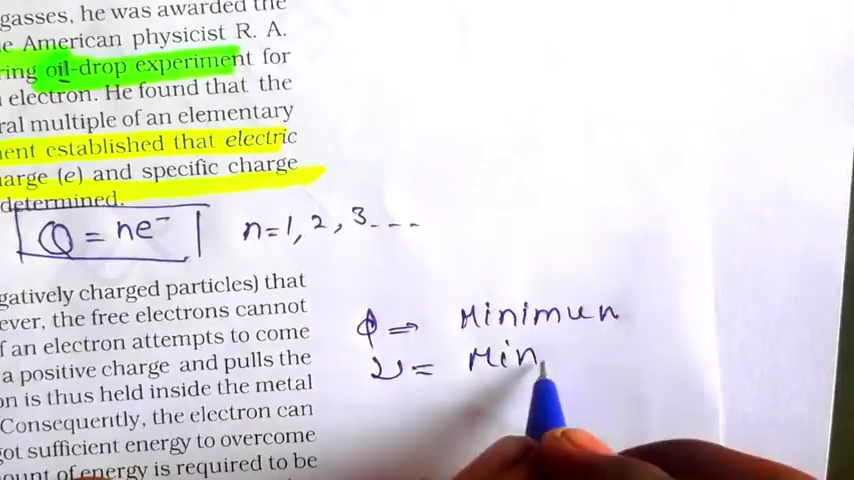 gasses, he was awarded the
e American physicist R. A.
ring oil-drop experiment for
electron. He found that the
ral multiple of an elementary
ent established that electric
arge (e) and specific charge
determined.
Q = ne⁻ n=1, 2, 3---
gatively charged particles) that
ever, the free electrons cannot
f an electron attempts to come
a positive charge and pulls the
on is thus held inside the metal
Consequently, the electron can
got sufficient energy to overcome
ount of energy is required to be
ϕ ⇒ Minimun
ν = Min